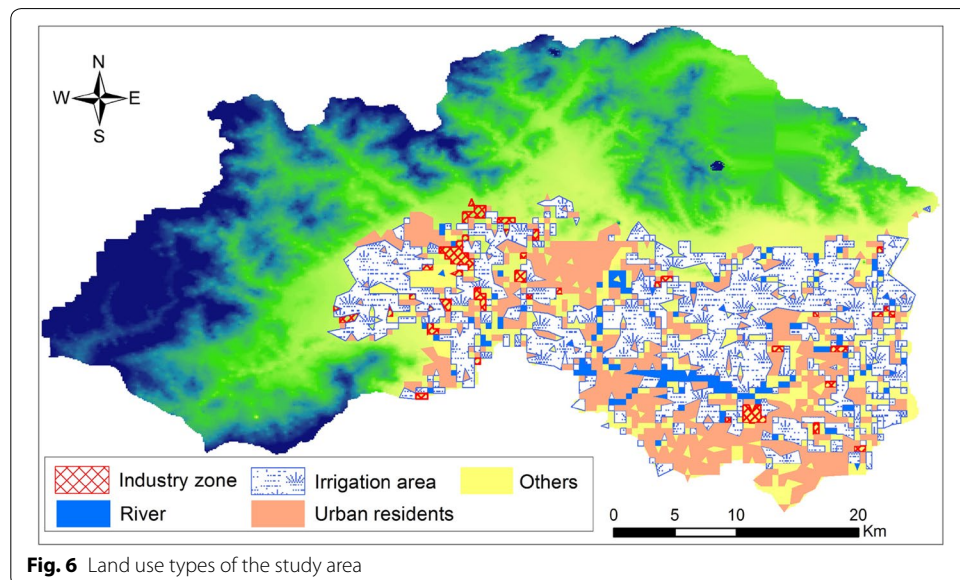 N
W E
S
Industry zone Irrigation area Others
River Urban residents
0 5 10 20
Km
Fig. 6 Land use types of the study area